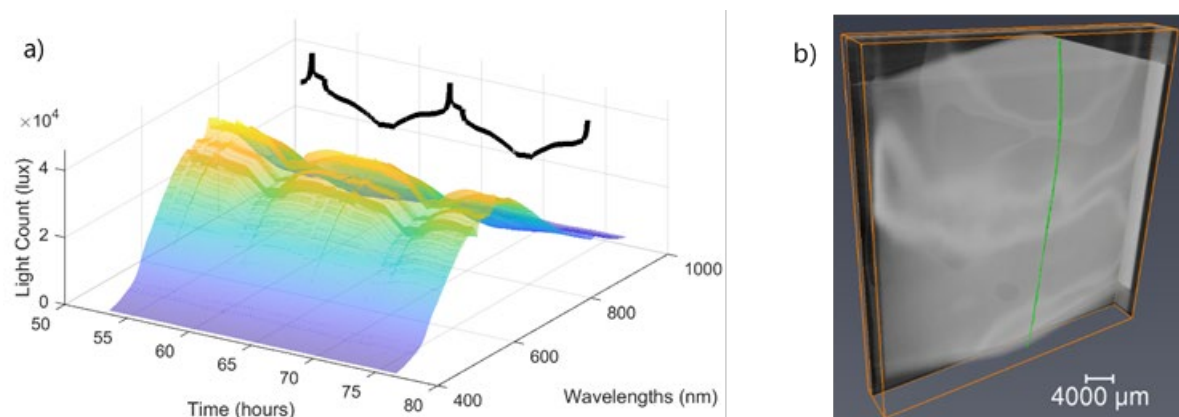 a)
×10⁴
4
2
0
Light Count (lux)
50
55
60
65
70
75
80
Time (hours)
400
600
800
1000
Wavelengths (nm)
b)
4000 μm